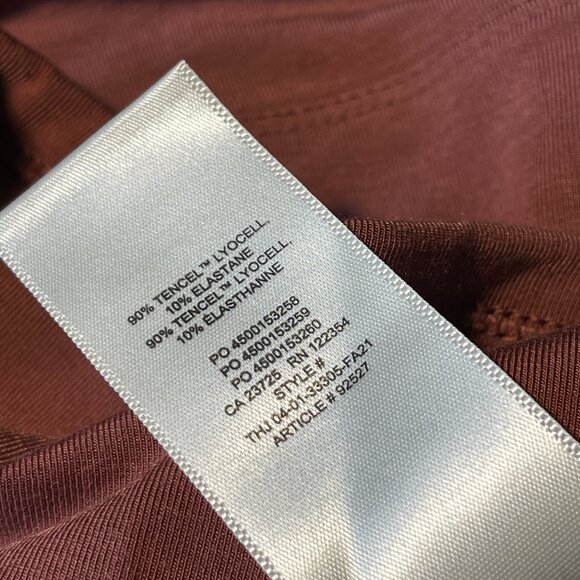 90% TENCEL™ LYOCELL,
10% ELASTANE
90% TENCEL™ LYOCELL,
10% ELASTHANNE
PO 4500153258
PO 4500153259
PO 4500153260
CA 23725 RN 122354
STYLE #
THJ 04-01-33305-FA21
ARTICLE # 92527